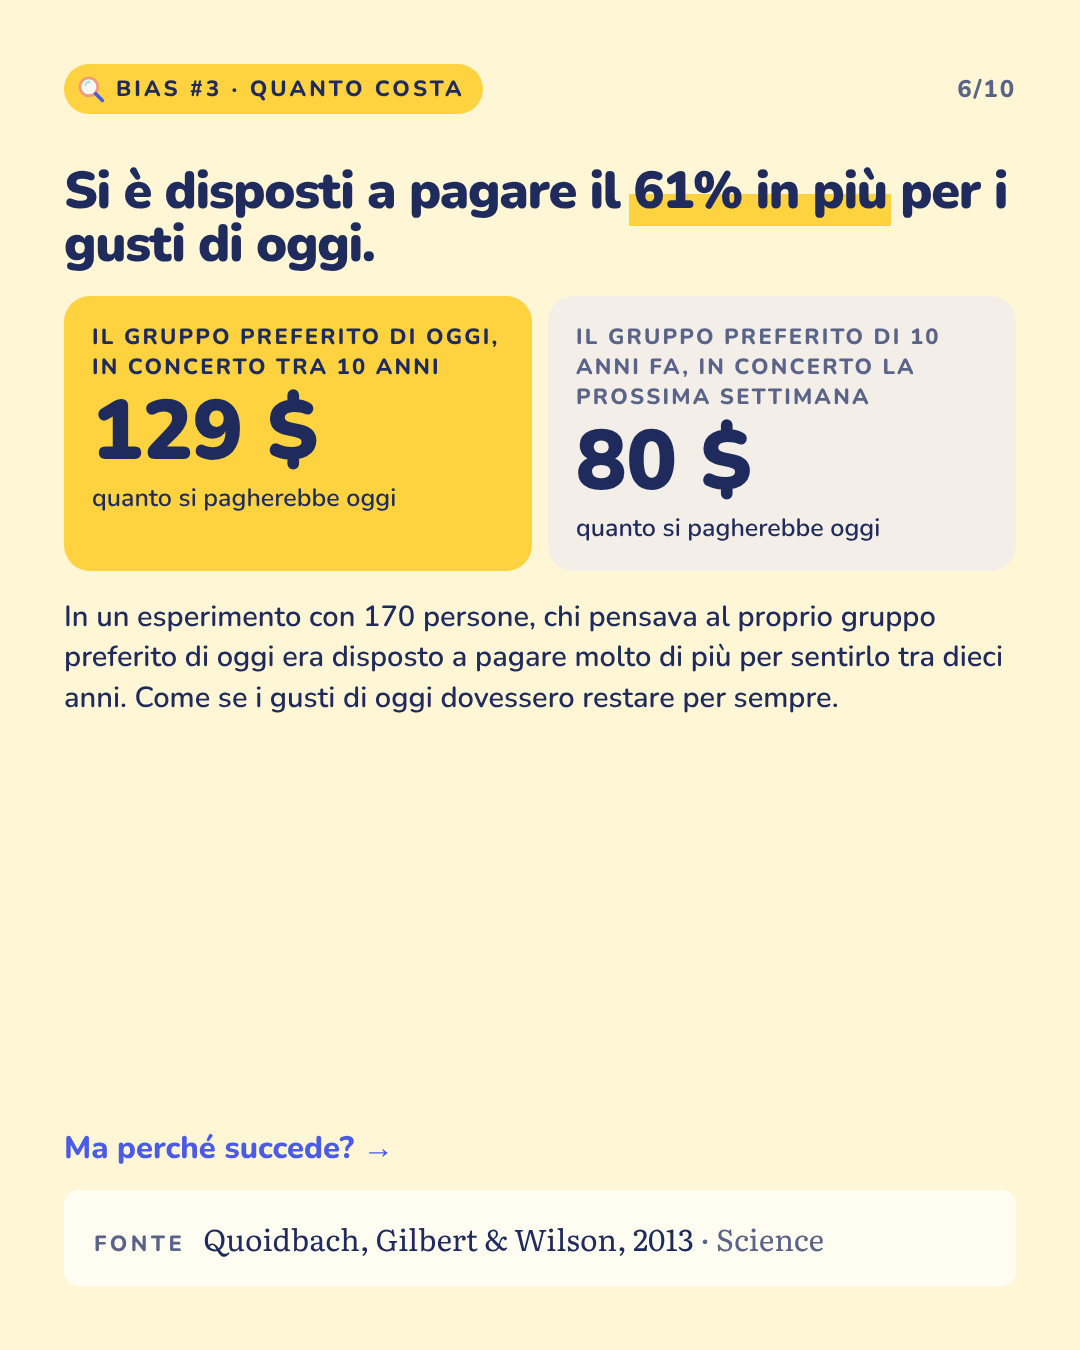 BIAS #3 · QUANTO COSTA
6/10
Si è disposti a pagare il 61% in più per i
gusti di oggi.
IL GRUPPO PREFERITO DI OGGI,
IN CONCERTO TRA 10 ANNI
129 $
quanto si pagherebbe oggi
IL GRUPPO PREFERITO DI 10
ANNI FA, IN CONCERTO LA
PROSSIMA SETTIMANA
80 $
quanto si pagherebbe oggi
In un esperimento con 170 persone, chi pensava al proprio gruppo
preferito di oggi era disposto a pagare molto di più per sentirlo tra dieci
anni. Come se i gusti di oggi dovessero restare per sempre.
Ma perché succede? →
FONTE Quoidbach, Gilbert & Wilson, 2013 · Science